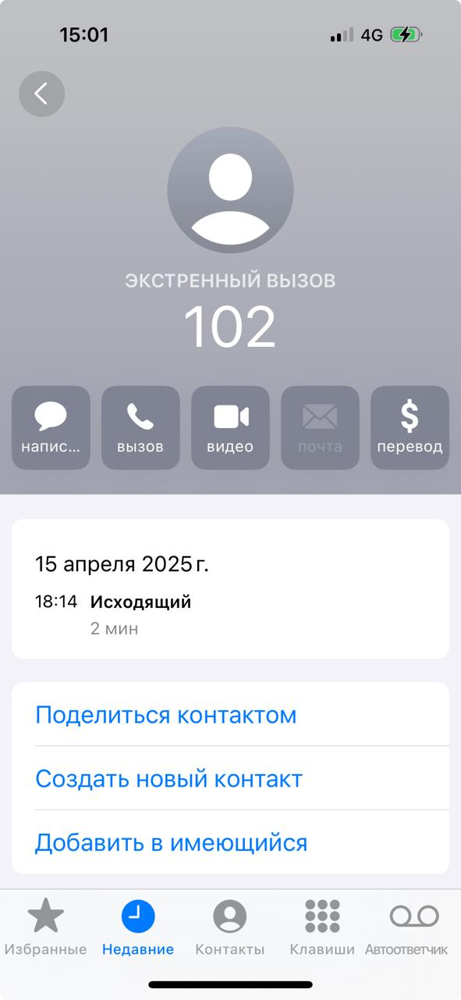 15:01
4G
ЭКСТРЕННЫЙ ВЫЗОВ
102
напис...
вызов
видео
почта
$
перевод
15 апреля 2025 г.
18:14 Исходящий
2 мин
Поделиться контактом
Создать новый контакт
Добавить в имеющийся
Избранные
Недавние
Контакты
Клавиши
Автоответчик